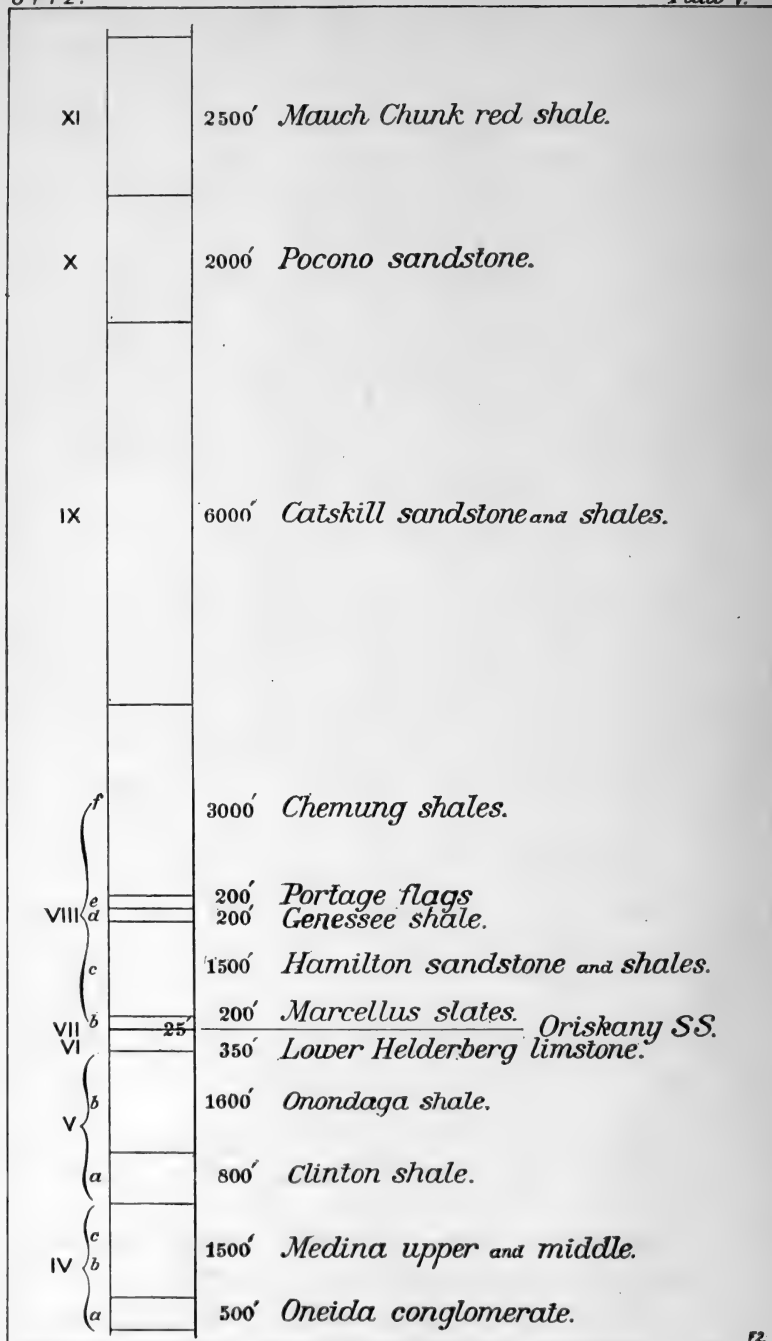 Plate V.
XI 2500′ Mauch Chunk red shale.
X 2000′ Pocono sandstone.
IX 6000′ Catskill sandstone and shales.
f 3000′ Chemung shales.
e 200′ Portage flags
VIII d 200′ Genessee shale.
c 1500′ Hamilton sandstone and shales.
b 200′ Marcellus slates.
VII 25′ Oriskany SS.
VI 350′ Lower Helderberg limstone.
b 1600′ Onondaga shale.
V
a 800′ Clinton shale.
c
IV 1500′ Medina upper and middle.
b
a 500′ Oneida conglomerate.
F2.